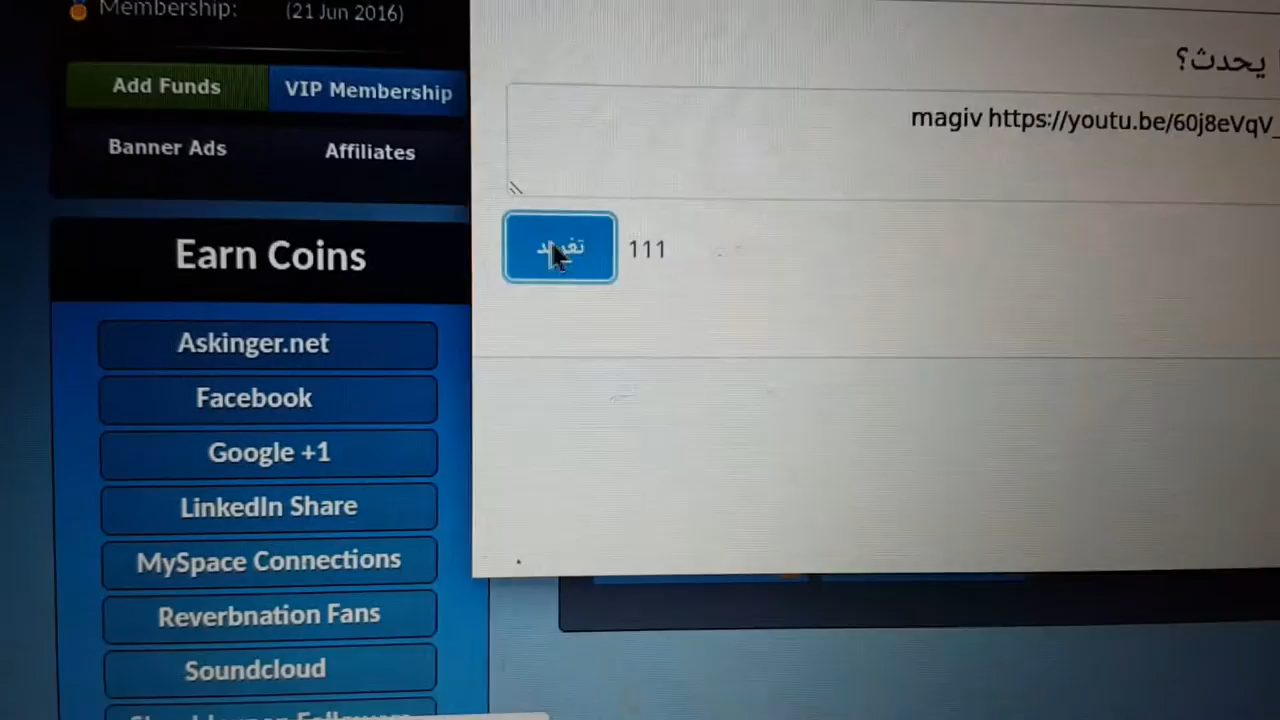 Membership:
(21 Jun 2016)
Add Funds
VIP Membership
Banner Ads
Affiliates
Earn Coins
Askinger.net
Facebook
Google +1
LinkedIn Share
MySpace Connections
Reverbnation Fans
Soundcloud
يحدث؟
magiv https://youtu.be/60j8eVqV_
111